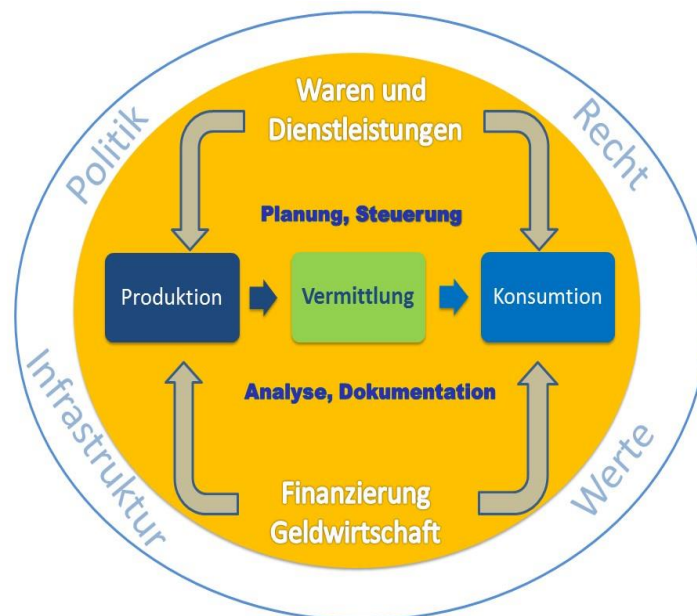 Waren und
Dienstleistungen
Politik
Recht
Planung, Steuerung
Produktion
Vermittlung
Konsumtion
Analyse, Dokumentation
Infrastruktur
Werte
Finanzierung
Geldwirtschaft